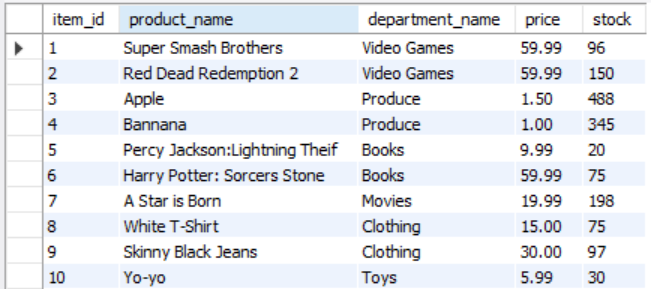 item_id product_name department_name price stock
1 Super Smash Brothers Video Games 59.99 96
2 Red Dead Redemption 2 Video Games 59.99 150
3 Apple Produce 1.50 488
4 Bannana Produce 1.00 345
5 Percy Jackson:Lightning Theif Books 9.99 20
6 Harry Potter: Sorcers Stone Books 59.99 75
7 A Star is Born Movies 19.99 198
8 White T-Shirt Clothing 15.00 75
9 Skinny Black Jeans Clothing 30.00 97
10 Yo-yo Toys 5.99 30